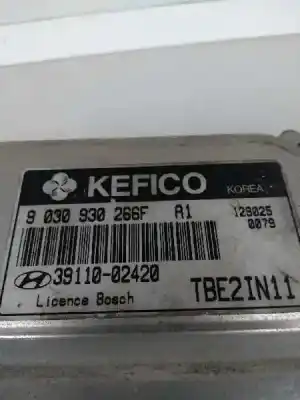 KEFICO KOREA
9 030 930 266F A1 129025
0079
39110-02420
Licence Bosch TBE2IN11